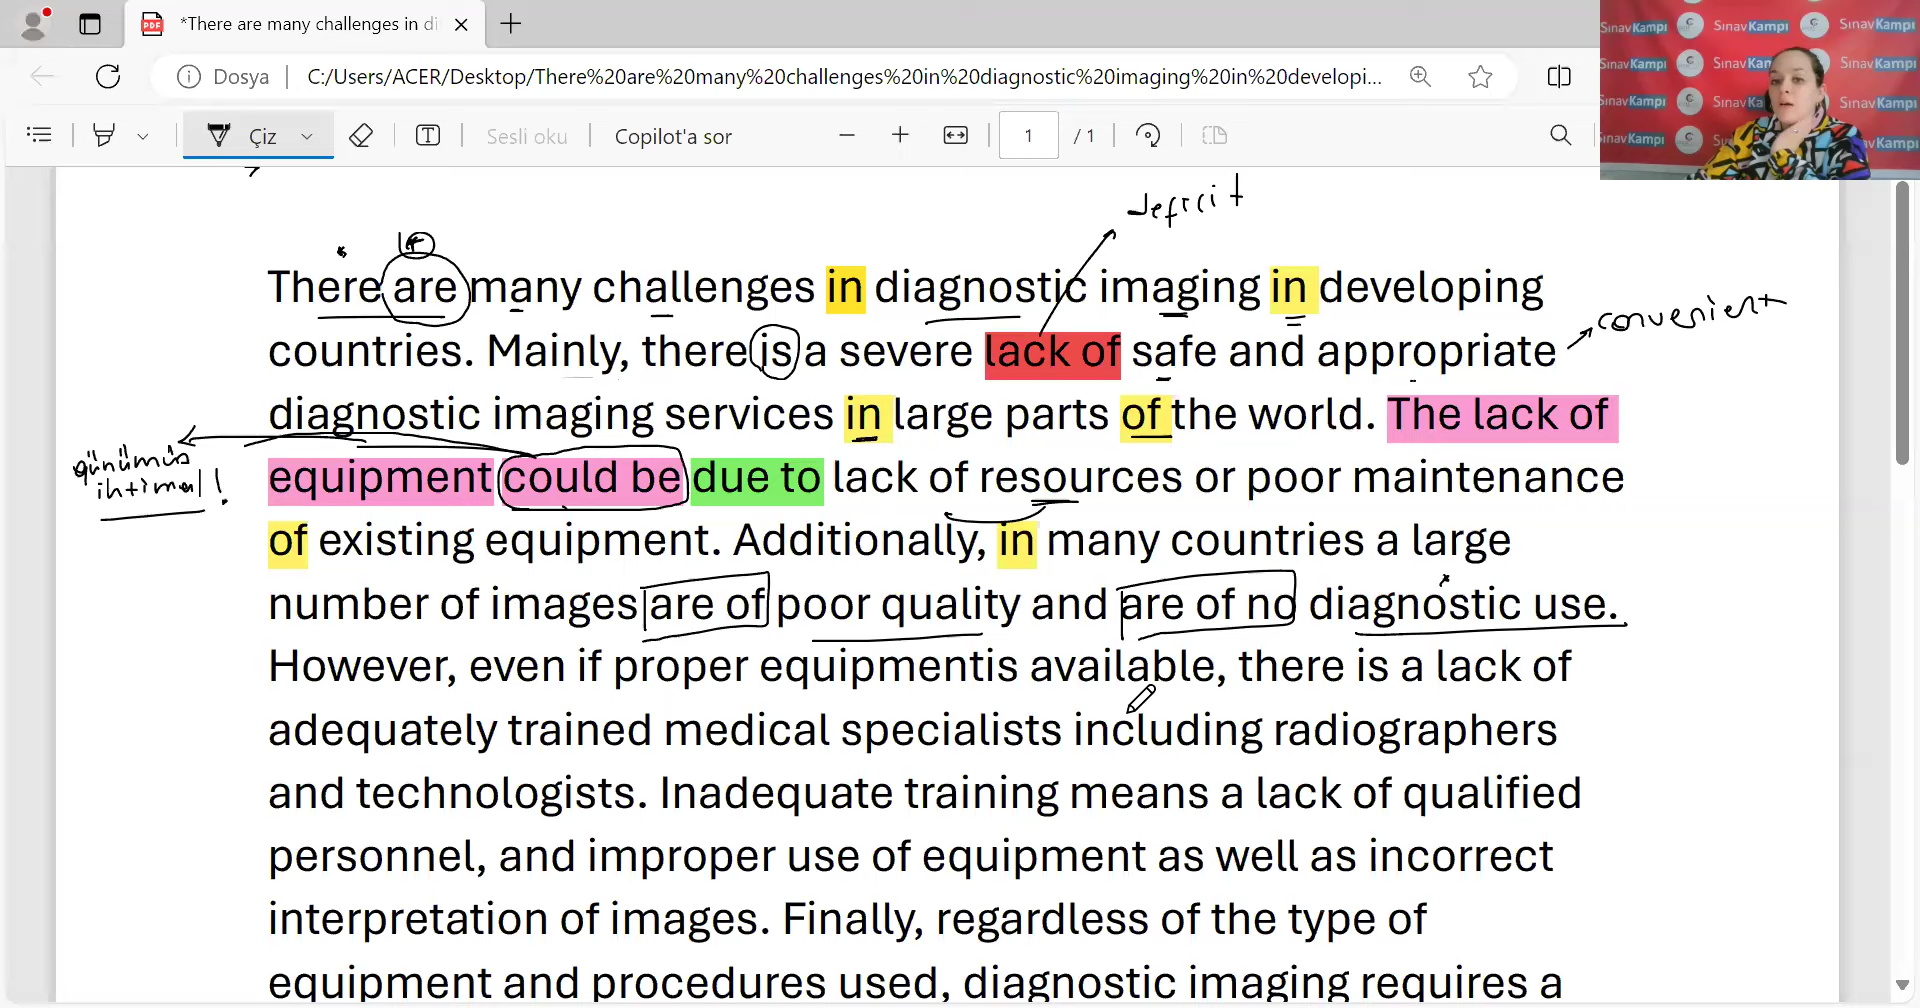 *There are many challenges in di
Dosya
C:/Users/ACER/Desktop/There%20are%20many%20challenges%20in%20diagnostic%20imaging%20in%20developi...
Çiz
Sesli oku
Copilot'a sor
1
/ 1
SınavKampı SınavKampı SınavKampı
deficit
There are many challenges in diagnostic imaging in developing
convenient
countries. Mainly, there is a severe lack of safe and appropriate
diagnostic imaging services in large parts of the world. The lack of
günümüz
ihtimal!
equipment could be due to lack of resources or poor maintenance
of existing equipment. Additionally, in many countries a large
number of images are of poor quality and are of no diagnostic use.
However, even if proper equipmentis available, there is a lack of
adequately trained medical specialists including radiographers
and technologists. Inadequate training means a lack of qualified
personnel, and improper use of equipment as well as incorrect
interpretation of images. Finally, regardless of the type of
equipment and procedures used, diagnostic imaging requires a